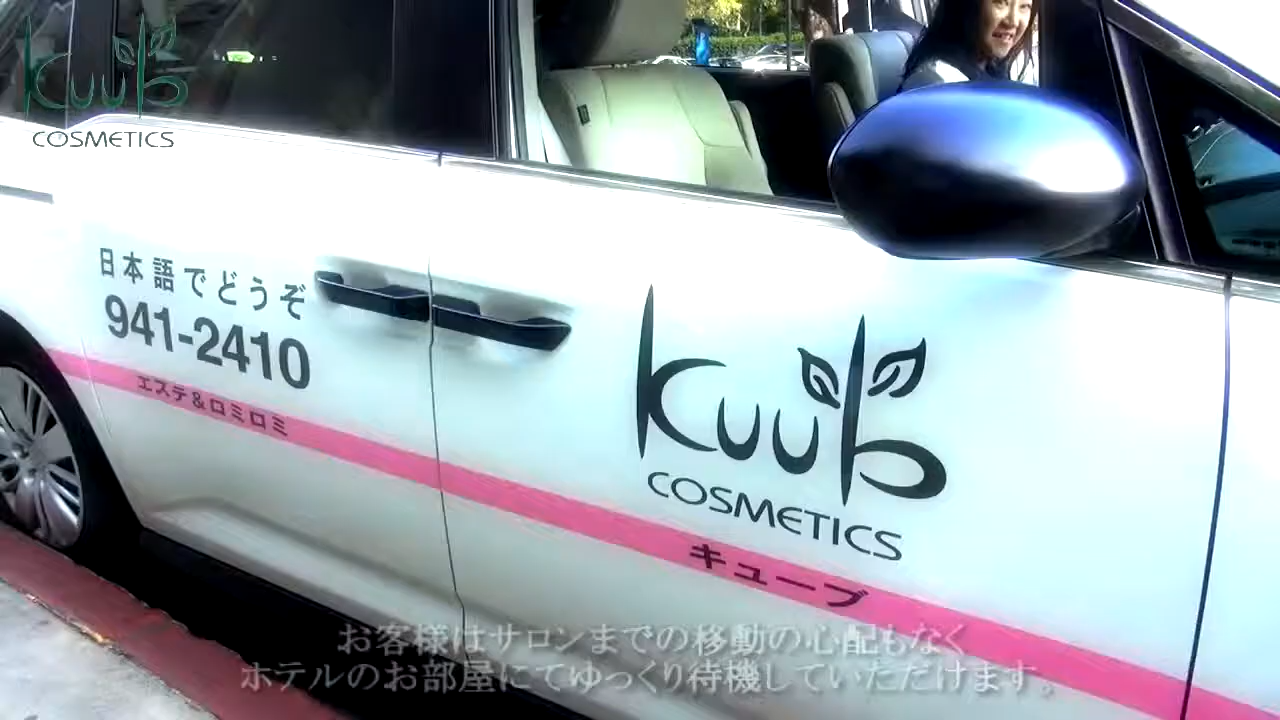 Kuub
COSMETICS
日本語でどうぞ
941-2410
エステ&ロミロミ
Kuub
COSMETICS
キューブ
お客様はサロンまでの移動の心配もなく
ホテルのお部屋にてゆっくり待機していただけます。